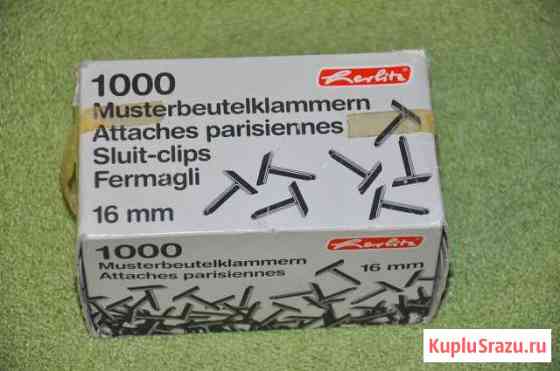 1000
Herlitz
Musterbeutelklammern
Attaches parisiennes
Sluit-clips
Fermagli
16 mm
1000
Herlitz
Musterbeutelklammern
16 mm
Attaches parisiennes
KupluSrazu.ru